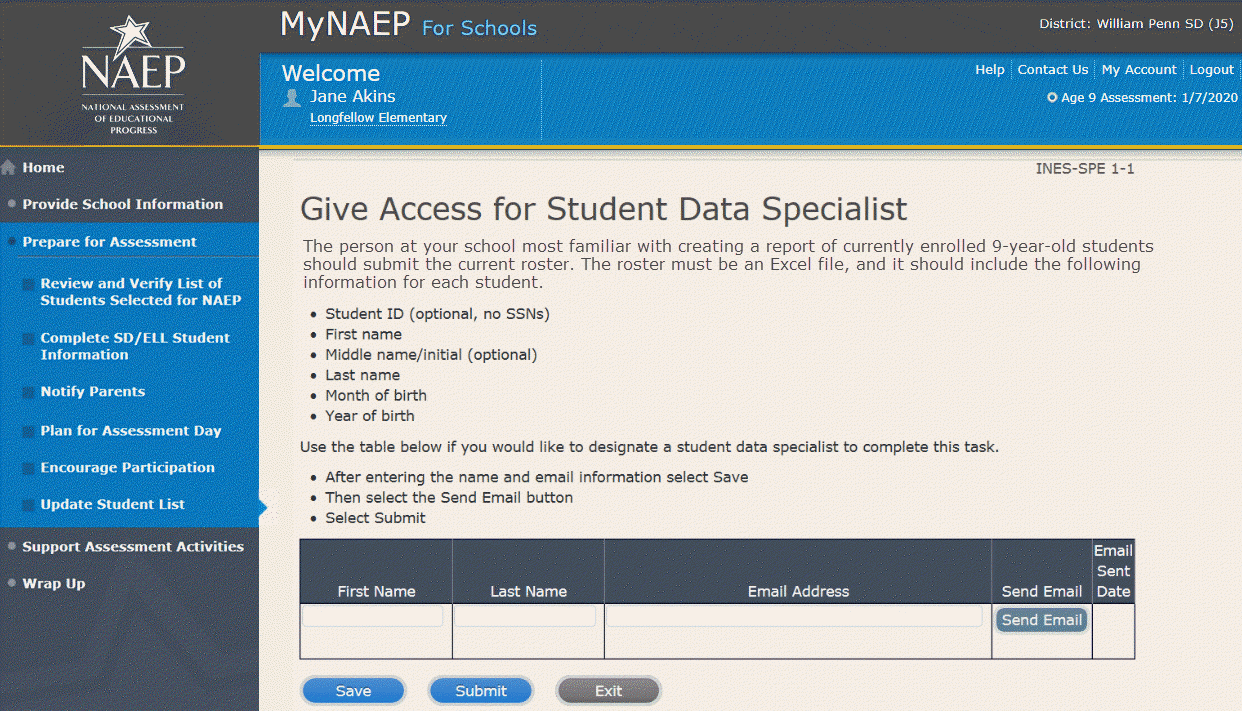 NAEP
NATIONAL ASSESSMENT
OF EDUCATIONAL
PROGRESS
MyNAEP For Schools
District: William Penn SD (J5)
Welcome
Jane Akins
Longfellow Elementary
Help Contact Us My Account Logout
Age 9 Assessment: 1/7/2020
Home
Provide School Information
Prepare for Assessment
Review and Verify List of
Students Selected for NAEP
Complete SD/ELL Student
Information
Notify Parents
Plan for Assessment Day
Encourage Participation
Update Student List
Support Assessment Activities
Wrap Up
INES-SPE 1-1
Give Access for Student Data Specialist
The person at your school most familiar with creating a report of currently enrolled 9-year-old students
should submit the current roster. The roster must be an Excel file, and it should include the following
information for each student.
• Student ID (optional, no SSNs)
• First name
• Middle name/initial (optional)
• Last name
• Month of birth
• Year of birth
Use the table below if you would like to designate a student data specialist to complete this task.
• After entering the name and email information select Save
• Then select the Send Email button
• Select Submit
First Name Last Name Email Address Send Email Email
Sent
Date
Send Email
Save Submit Exit